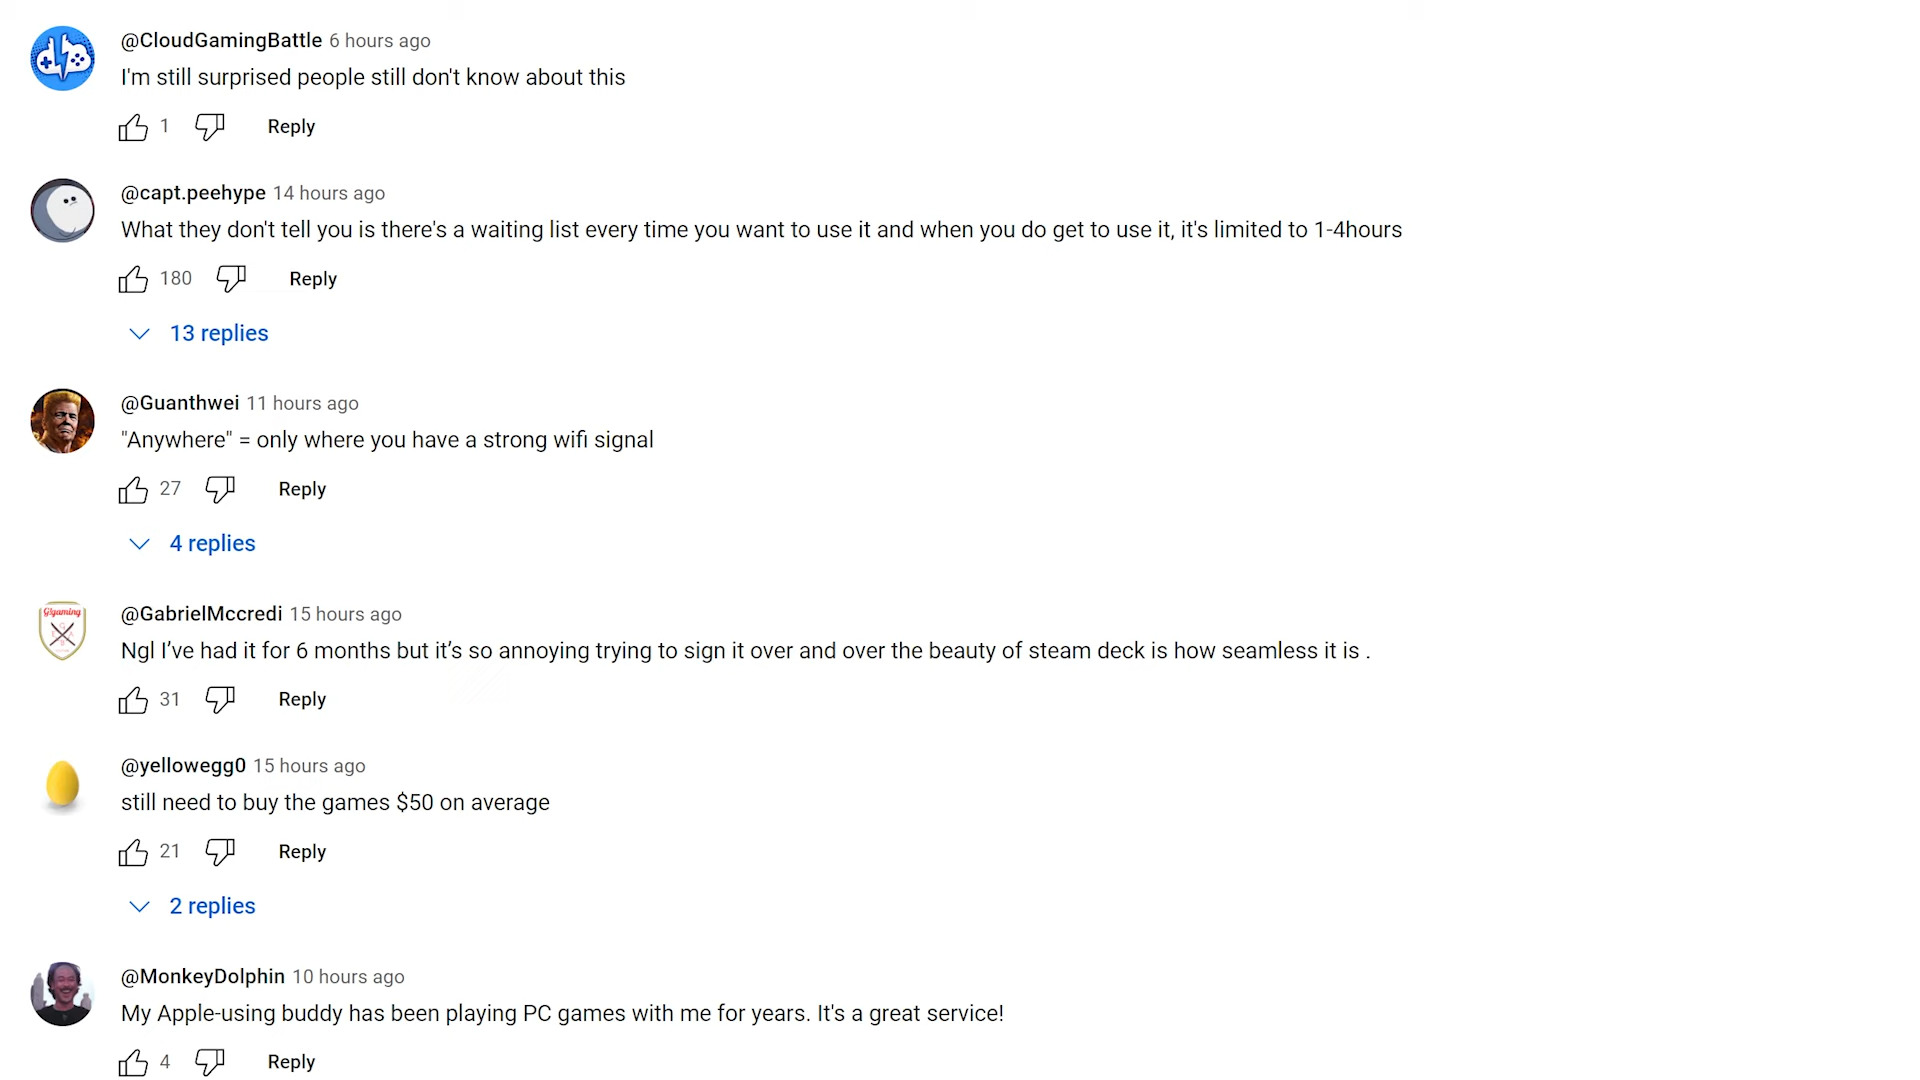 @CloudGamingBattle 6 hours ago
I'm still surprised people still don't know about this
1 Reply
@capt.peehype 14 hours ago
What they don't tell you is there's a waiting list every time you want to use it and when you do get to use it, it's limited to 1-4hours
180 Reply
13 replies
@Guanthwei 11 hours ago
"Anywhere" = only where you have a strong wifi signal
27 Reply
4 replies
@GabrielMccredi 15 hours ago
Ngl I’ve had it for 6 months but it’s so annoying trying to sign it over and over the beauty of steam deck is how seamless it is .
31 Reply
@yellowegg0 15 hours ago
still need to buy the games $50 on average
21 Reply
2 replies
@MonkeyDolphin 10 hours ago
My Apple-using buddy has been playing PC games with me for years. It's a great service!
4 Reply